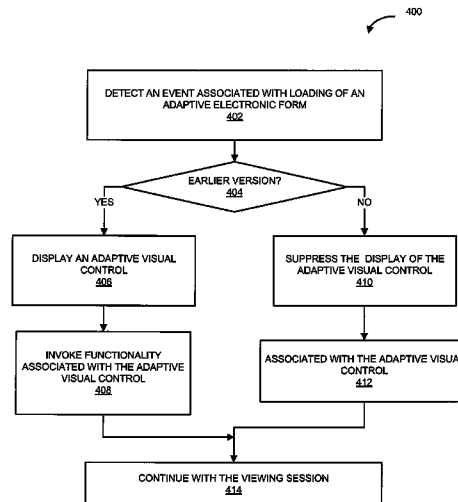 400
DETECT AN EVENT ASSOCIATED WITH LOADING OF AN
ADAPTIVE ELECTRONIC FORM
402
EARLIER VERSION?
404
YES
NO
DISPLAY AN ADAPTIVE VISUAL
CONTROL
406
SUPPRESS THE DISPLAY OF THE
ADAPTIVE VISUAL CONTROL
410
INVOKE FUNCTIONALITY
ASSOCIATED WITH THE ADAPTIVE
VISUAL CONTROL
408
ASSOCIATED WITH THE ADAPTIVE VISUAL
CONTROL
412
CONTINUE WITH THE VIEWING SESSION
414